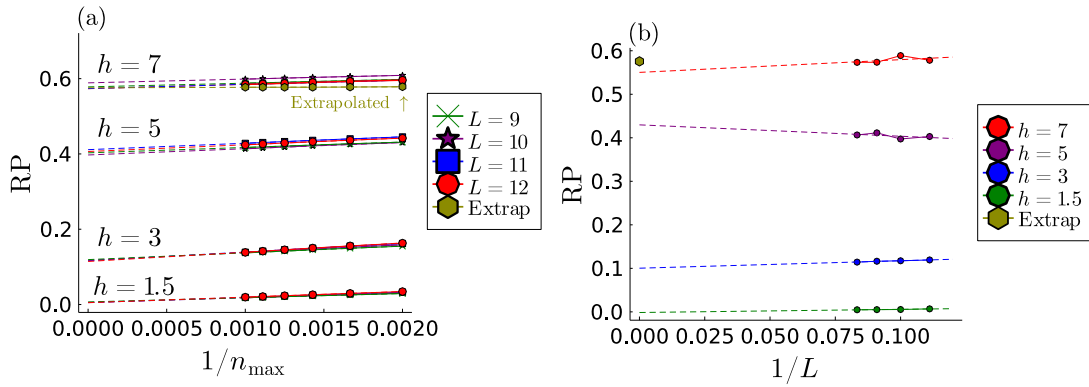 (a)
RP
0.6
0.4
0.2
0.0
h = 7
h = 5
h = 3
h = 1.5
Extrapolated ↑
0.0000 0.0005 0.0010 0.0015 0.0020
1/n_max
L = 9
L = 10
L = 11
L = 12
Extrap
(b)
RP
0.6
0.5
0.4
0.3
0.2
0.1
0.0
0.000 0.025 0.050 0.075 0.100
1/L
h = 7
h = 5
h = 3
h = 1.5
Extrap